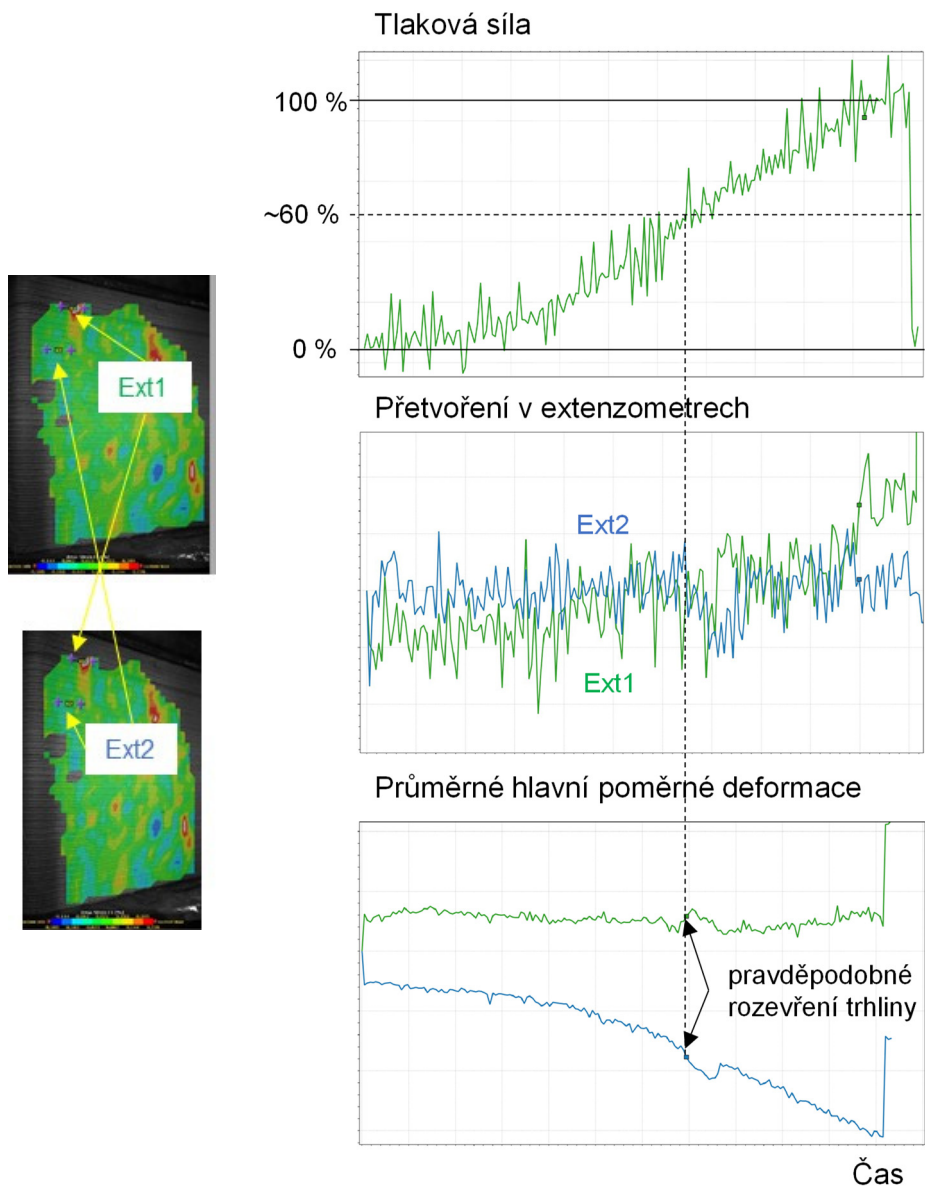 Tlaková síla
100 %
~60 %
0 %
Ext1
Přetvoření v extenzometrech
Ext2
Ext1
Ext2
Průměrné hlavní poměrné deformace
pravděpodobné
rozevření trhliny
Čas